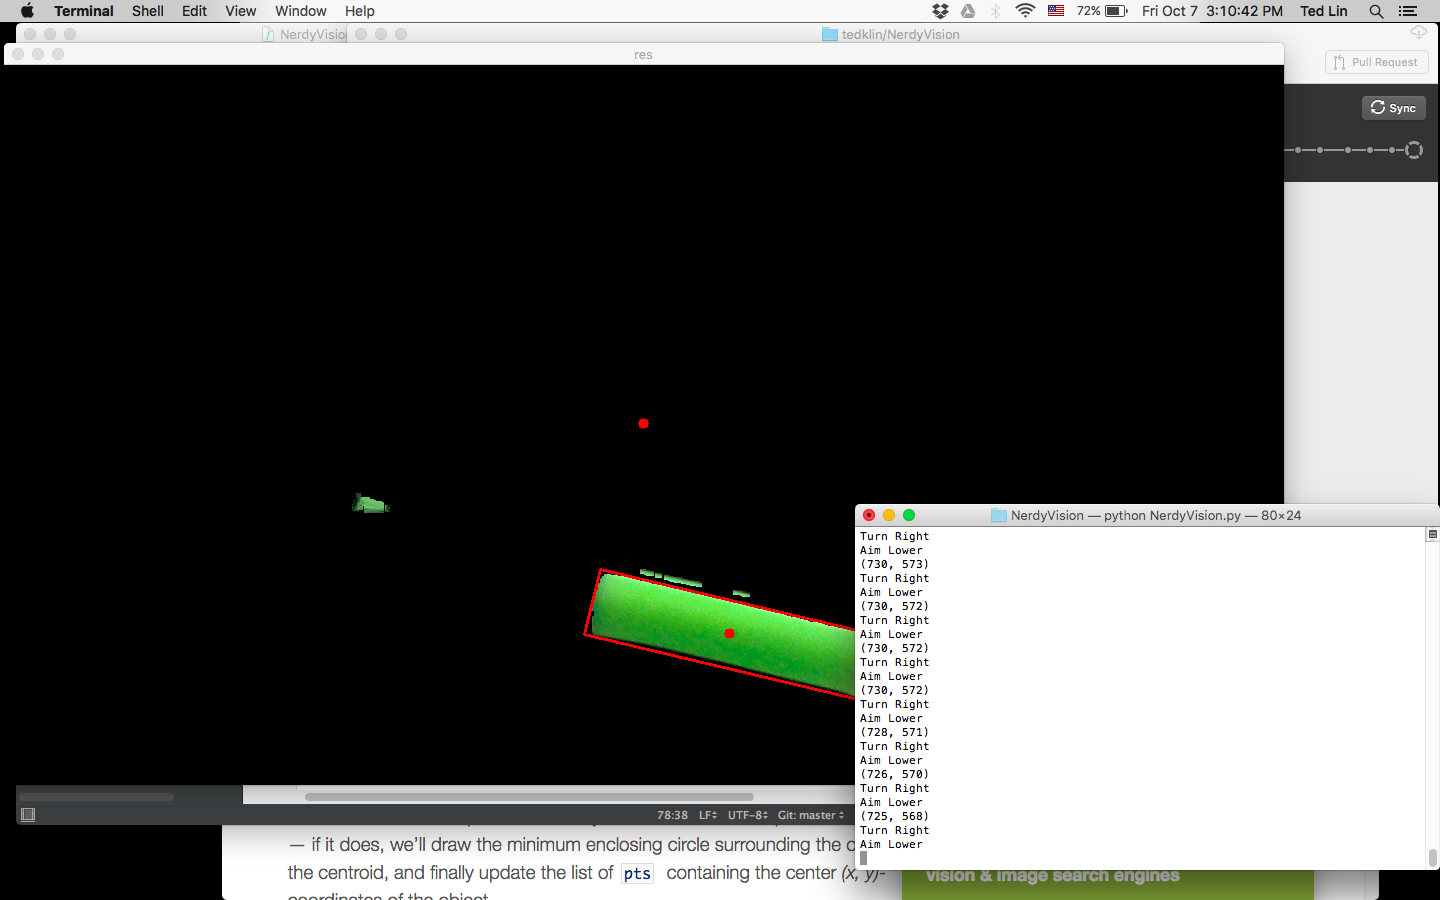 Terminal Shell Edit View Window Help 72% Fri Oct 7 3:10:42 PM Ted Lin
NerdyVision
tedklin/NerdyVision
res
Pull Request
Sync
NerdyVision — python NerdyVision.py — 80×24
Turn Right
Aim Lower
(730, 573)
Turn Right
Aim Lower
(730, 572)
Turn Right
Aim Lower
(730, 572)
Turn Right
Aim Lower
(730, 572)
Turn Right
Aim Lower
(728, 571)
Turn Right
Aim Lower
(726, 570)
Turn Right
Aim Lower
(725, 568)
Turn Right
Aim Lower
78:38 LF UTF-8 Git: master
— if it does, we’ll draw the minimum enclosing circle surrounding the
the centroid, and finally update the list of pts containing the center (x, y)-
coordinates of the object
vision & image search engines